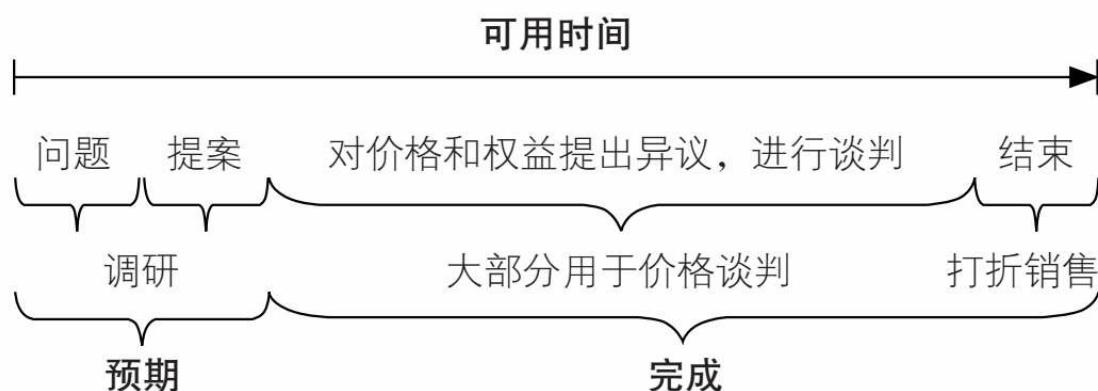 可用时间
问题 提案 对价格和权益提出异议，进行谈判 结束
调研 大部分用于价格谈判 打折销售
预期 完成